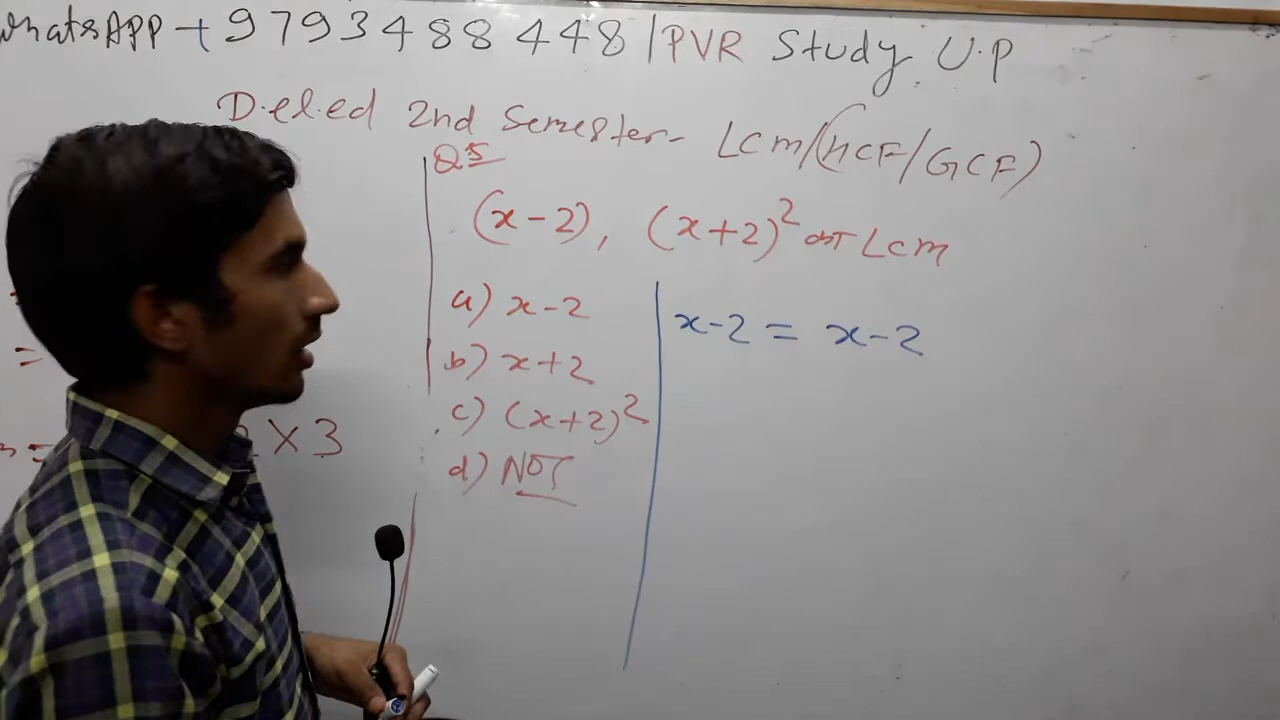 whatsAPP + 9793488448 | PVR Study U.P
D.el.ed 2nd Semester- Lcm/(HCF/GCF)
Q5
(x-2), (x+2)² का Lcm
a) x-2
b) x+2
c) (x+2)²
d) NOT
x-2 = x-2
=
× 3
=